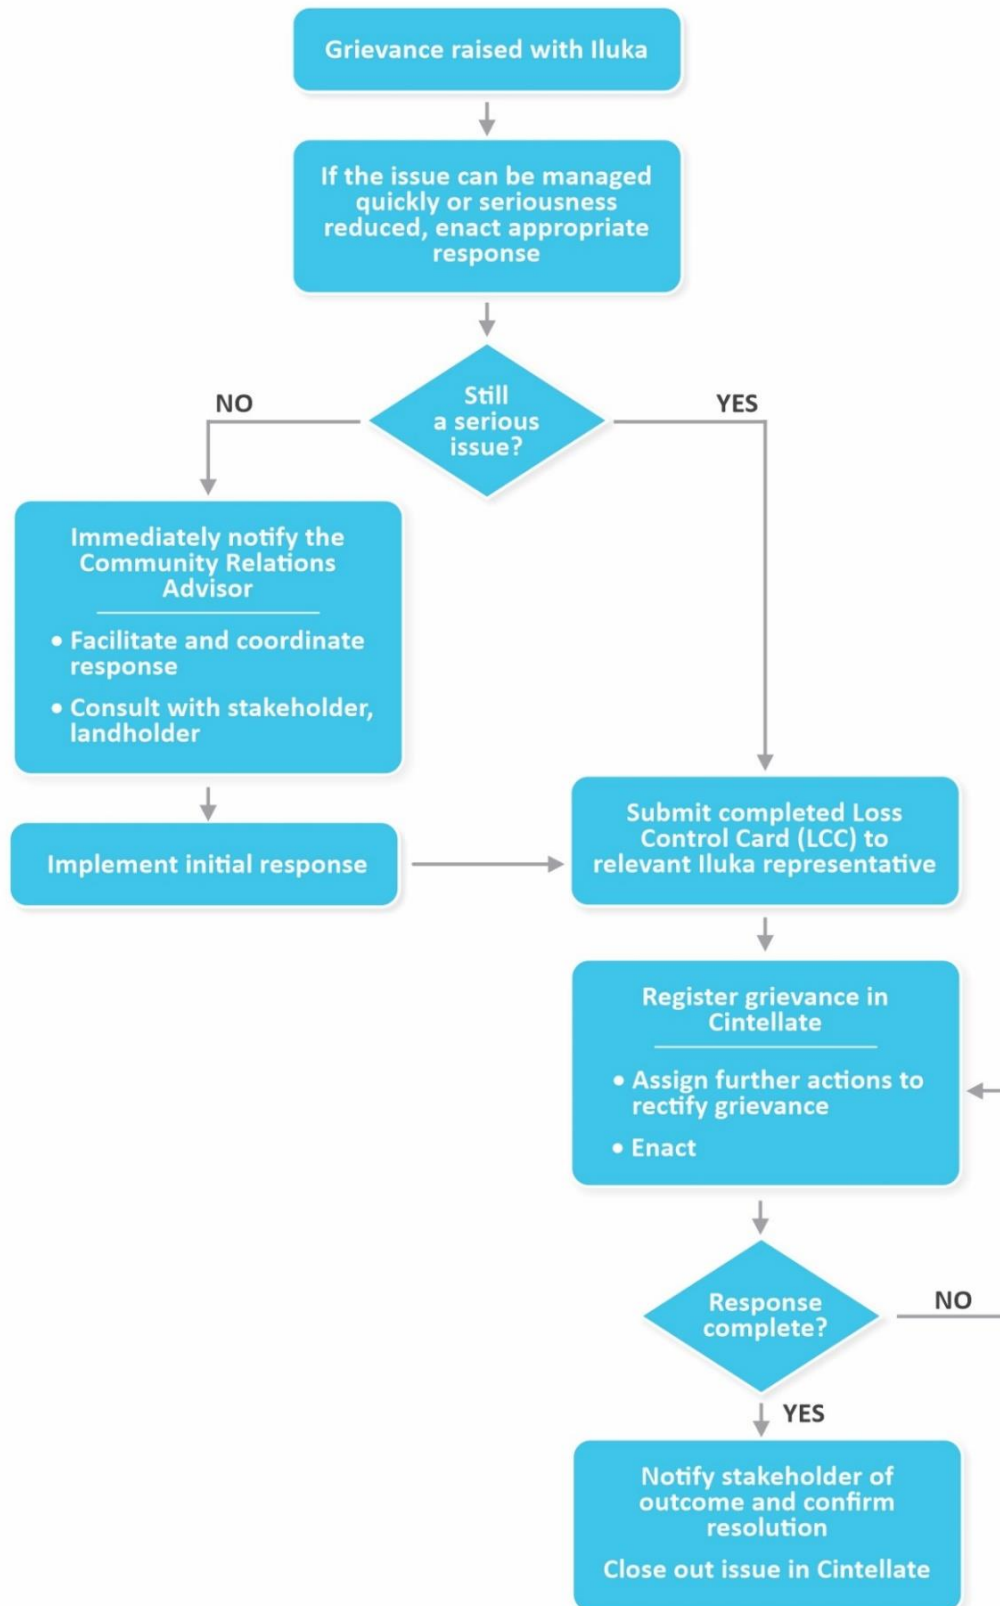 Grievance raised with Iluka
If the issue can be managed
quickly or seriousness
reduced, enact appropriate
response
Still
a serious
issue?
NO
YES
Immediately notify the
Community Relations
Advisor
• Facilitate and coordinate
response
• Consult with stakeholder,
landholder
Implement initial response
Submit completed Loss
Control Card (LCC) to
relevant Iluka representative
Register grievance in
Cintellate
• Assign further actions to
rectify grievance
• Enact
Response
complete?
NO
YES
Notify stakeholder of
outcome and confirm
resolution
Close out issue in Cintellate